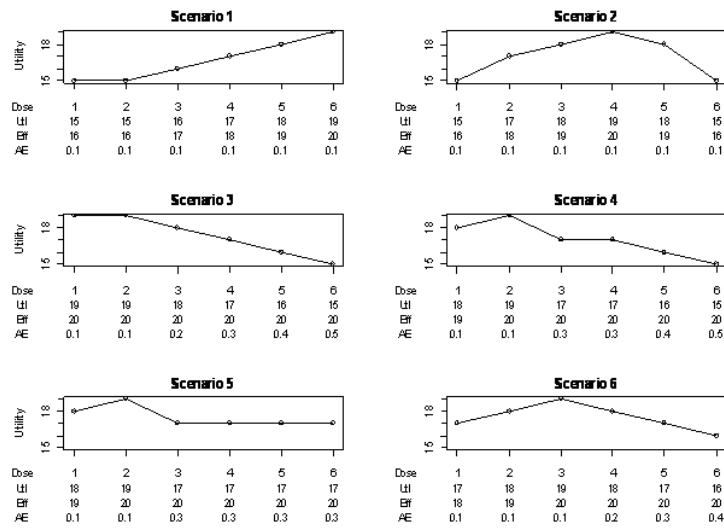 Scenario 1
Utility
18
15
Dose 1 2 3 4 5 6
Util 15 15 16 17 18 19
Eff 16 16 17 18 19 20
AE 0.1 0.1 0.1 0.1 0.1 0.1
Scenario 2
18
15
Dose 1 2 3 4 5 6
Util 15 17 18 19 18 15
Eff 16 18 19 20 19 16
AE 0.1 0.1 0.1 0.1 0.1 0.1
Scenario 3
Utility
18
15
Dose 1 2 3 4 5 6
Util 19 19 18 17 16 15
Eff 20 20 20 20 20 20
AE 0.1 0.1 0.2 0.3 0.4 0.5
Scenario 4
18
15
Dose 1 2 3 4 5 6
Util 18 19 17 17 16 15
Eff 19 20 20 20 20 20
AE 0.1 0.1 0.3 0.3 0.4 0.5
Scenario 5
Utility
18
15
Dose 1 2 3 4 5 6
Util 18 19 17 17 17 17
Eff 19 20 20 20 20 20
AE 0.1 0.1 0.3 0.3 0.3 0.3
Scenario 6
18
15
Dose 1 2 3 4 5 6
Util 17 18 19 18 17 16
Eff 18 19 20 20 20 20
AE 0.1 0.1 0.1 0.2 0.3 0.4